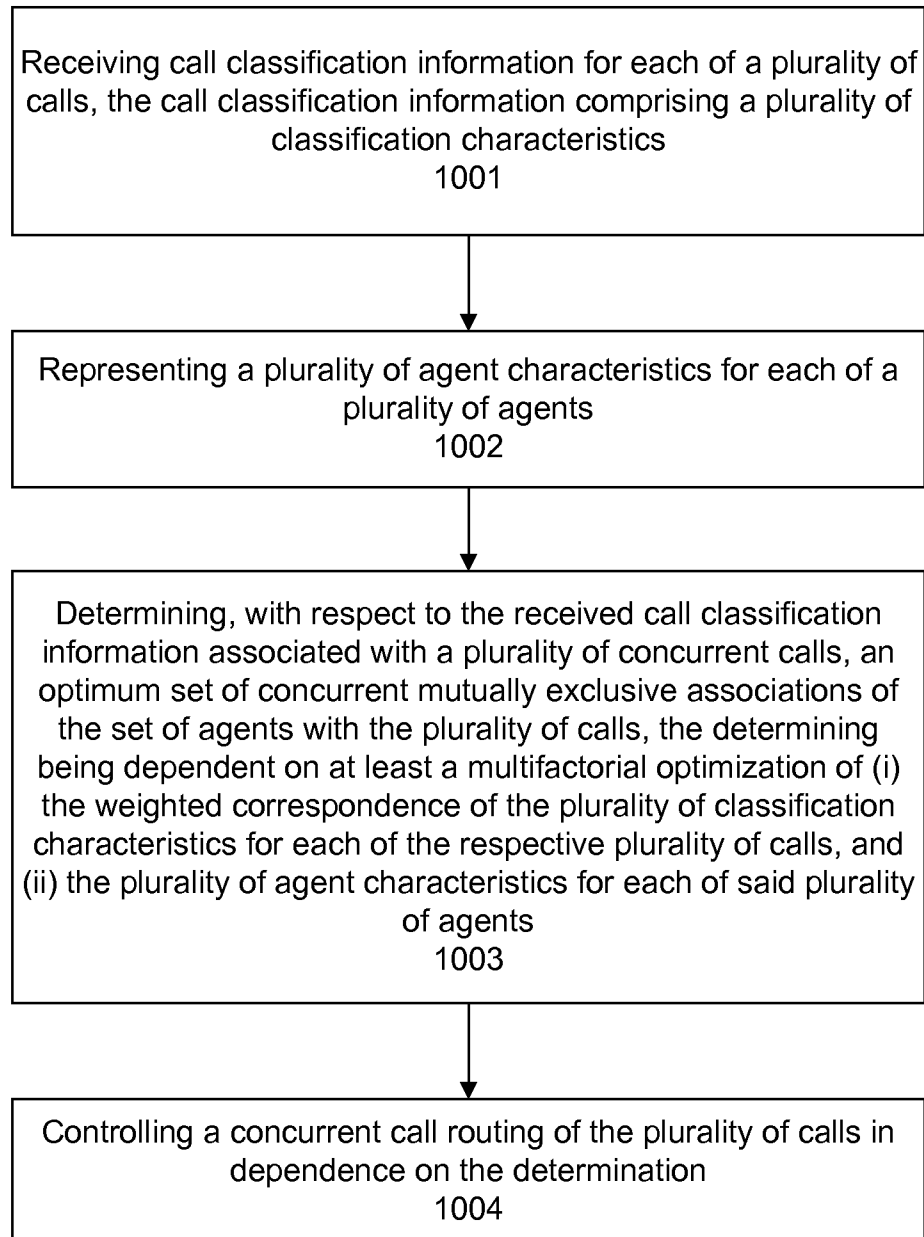 Receiving call classification information for each of a plurality of
calls, the call classification information comprising a plurality of
classification characteristics
1001
Representing a plurality of agent characteristics for each of a
plurality of agents
1002
Determining, with respect to the received call classification
information associated with a plurality of concurrent calls, an
optimum set of concurrent mutually exclusive associations of
the set of agents with the plurality of calls, the determining
being dependent on at least a multifactorial optimization of (i)
the weighted correspondence of the plurality of classification
characteristics for each of the respective plurality of calls, and
(ii) the plurality of agent characteristics for each of said plurality
of agents
1003
Controlling a concurrent call routing of the plurality of calls in
dependence on the determination
1004